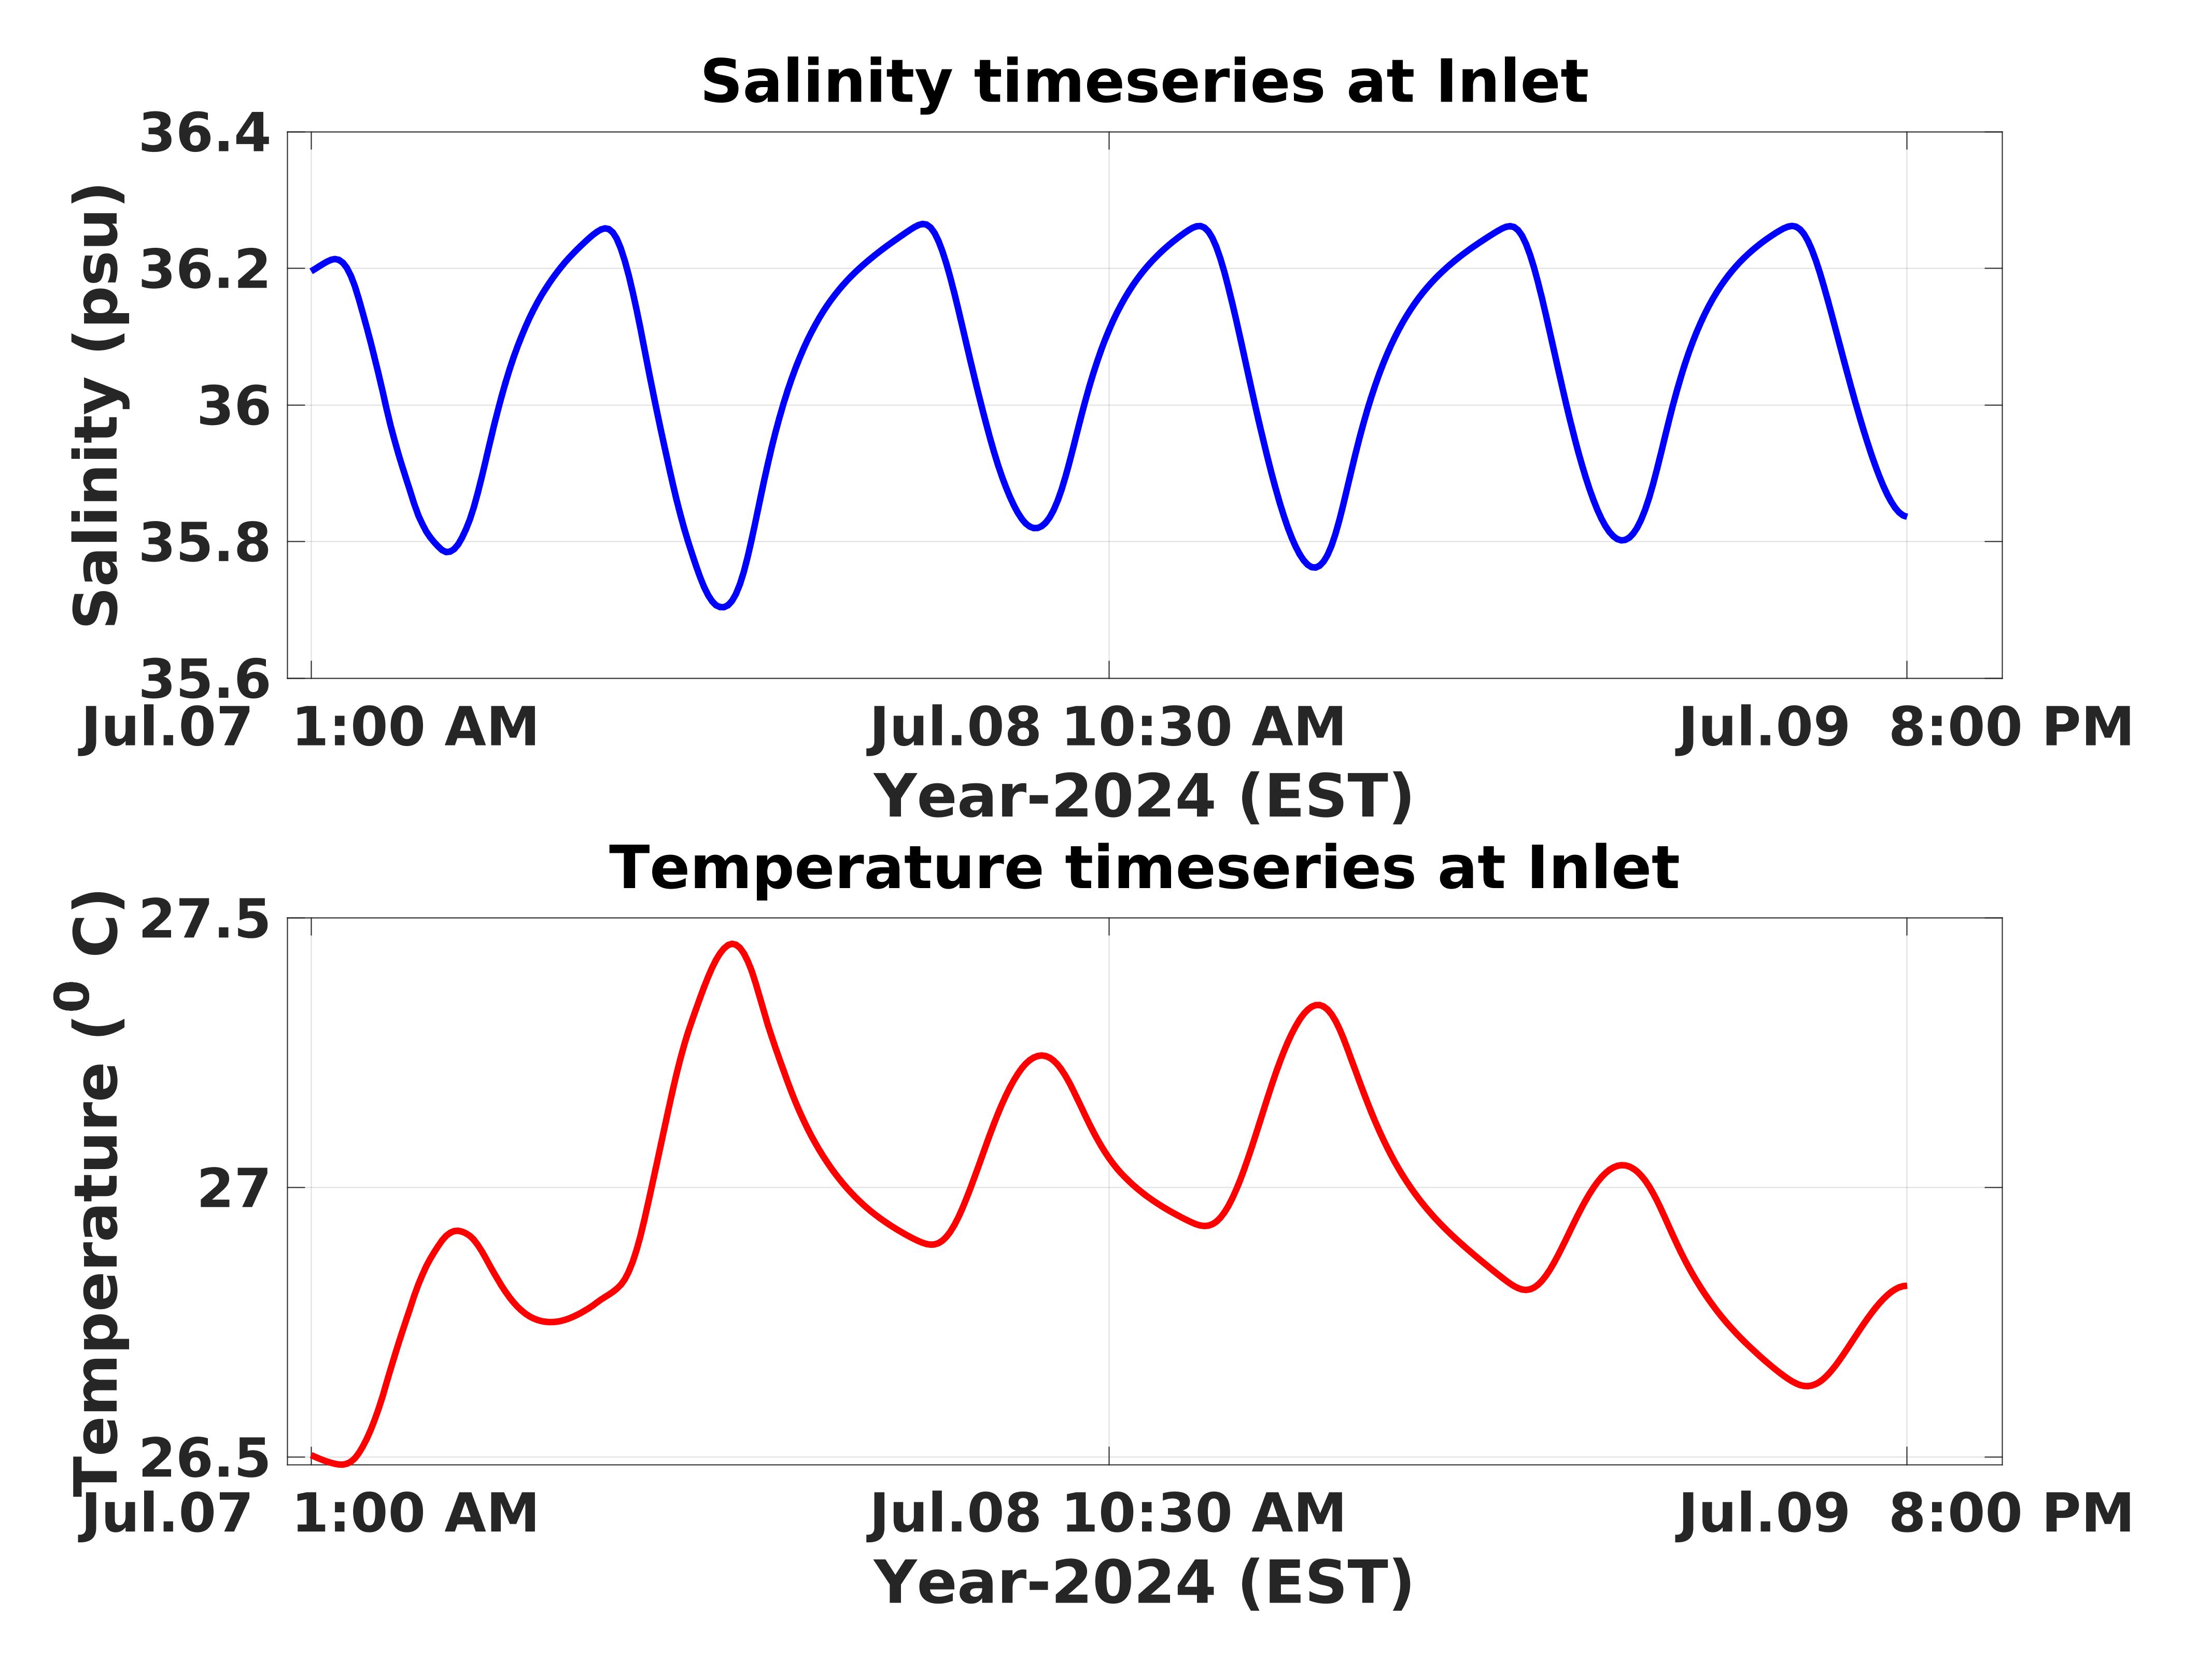 Salinity timeseries at Inlet
Salinity (psu)
36.4
36.2
36
35.8
35.6
Jul.07  1:00 AM
Jul.08 10:30 AM
Jul.09  8:00 PM
Year-2024 (EST)
Temperature timeseries at Inlet
Temperature (⁰ C)
27.5
27
26.5
Jul.07  1:00 AM
Jul.08 10:30 AM
Jul.09  8:00 PM
Year-2024 (EST)